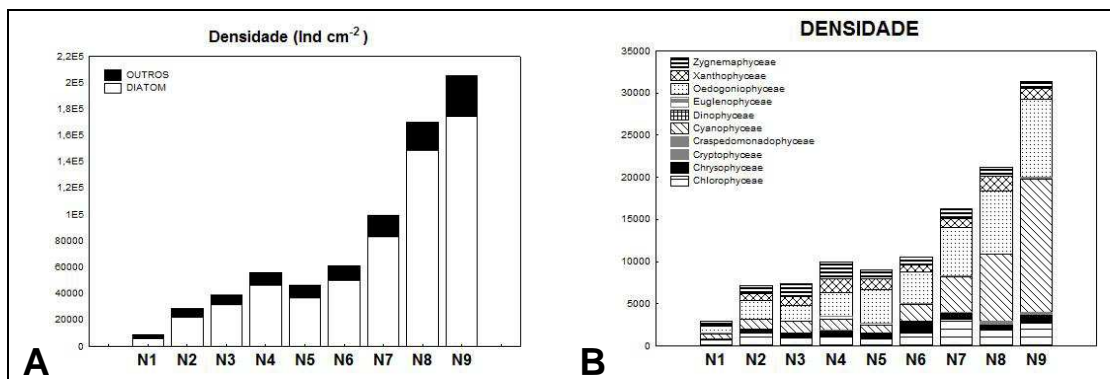 Densidade (Ind cm-2 )
2,2E5
2E5
1,8E5
1,6E5
1,4E5
1,2E5
1E5
80000
60000
40000
20000
0
OUTROS
DIATOM
N1 N2 N3 N4 N5 N6 N7 N8 N9
A
DENSIDADE
35000
30000
25000
20000
15000
10000
5000
0
Zygnemaphyceae
Xanthophyceae
Oedogoniophyceae
Euglenophyceae
Dinophyceae
Cyanophyceae
Craspedomonadophyceae
Cryptophyceae
Chrysophyceae
Chlorophyceae
N1 N2 N3 N4 N5 N6 N7 N8 N9
B